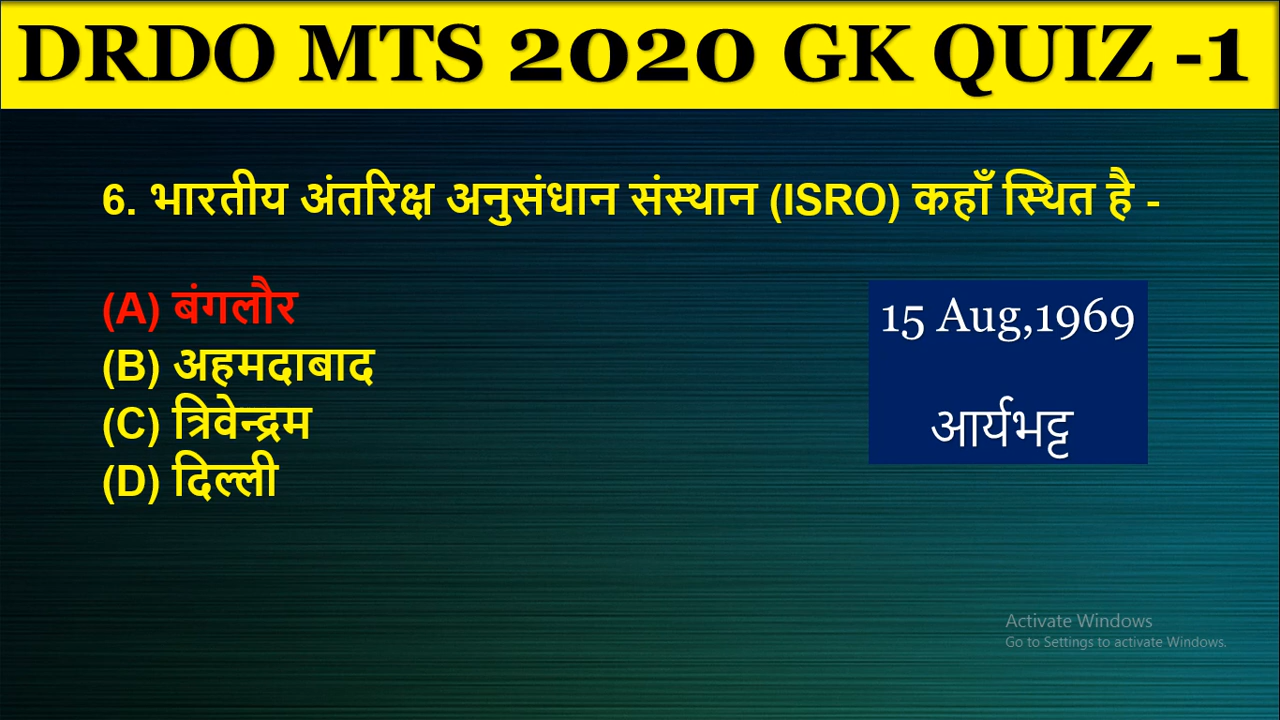 DRDO MTS 2020 GK QUIZ -1
6. भारतीय अंतरिक्ष अनुसंधान संस्थान (ISRO) कहाँ स्थित है -
(A) बंगलौर
(B) अहमदाबाद
(C) त्रिवेन्द्रम
(D) दिल्ली
15 Aug,1969
आर्यभट्ट
Activate Windows
Go to Settings to activate Windows.